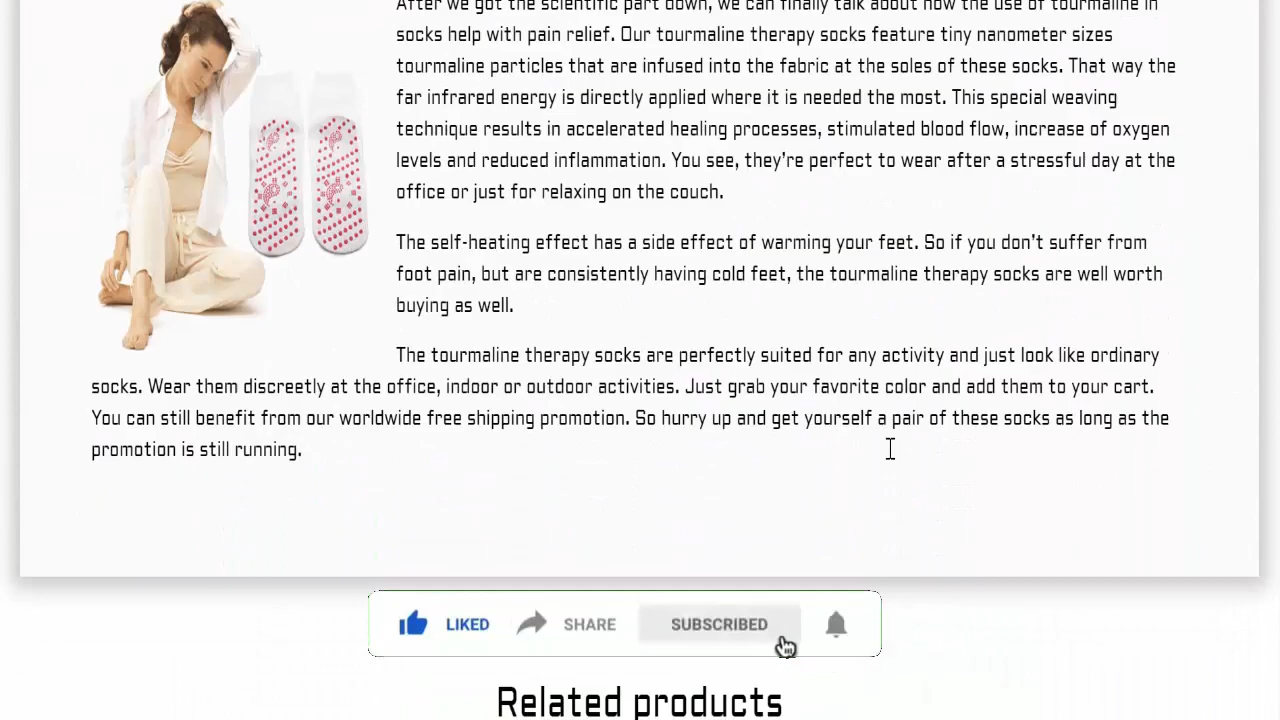 After we got the scientific part down, we can finally talk about how the use of tourmaline in
socks help with pain relief. Our tourmaline therapy socks feature tiny nanometer sizes
tourmaline particles that are infused into the fabric at the soles of these socks. That way the
far infrared energy is directly applied where it is needed the most. This special weaving
technique results in accelerated healing processes, stimulated blood flow, increase of oxygen
levels and reduced inflammation. You see, they're perfect to wear after a stressful day at the
office or just for relaxing on the couch.
The self-heating effect has a side effect of warming your feet. So if you don't suffer from
foot pain, but are consistently having cold feet, the tourmaline therapy socks are well worth
buying as well.
The tourmaline therapy socks are perfectly suited for any activity and just look like ordinary
socks. Wear them discreetly at the office, indoor or outdoor activities. Just grab your favorite color and add them to your cart.
You can still benefit from our worldwide free shipping promotion. So hurry up and get yourself a pair of these socks as long as the
promotion is still running.
LIKED SHARE SUBSCRIBED
Related products